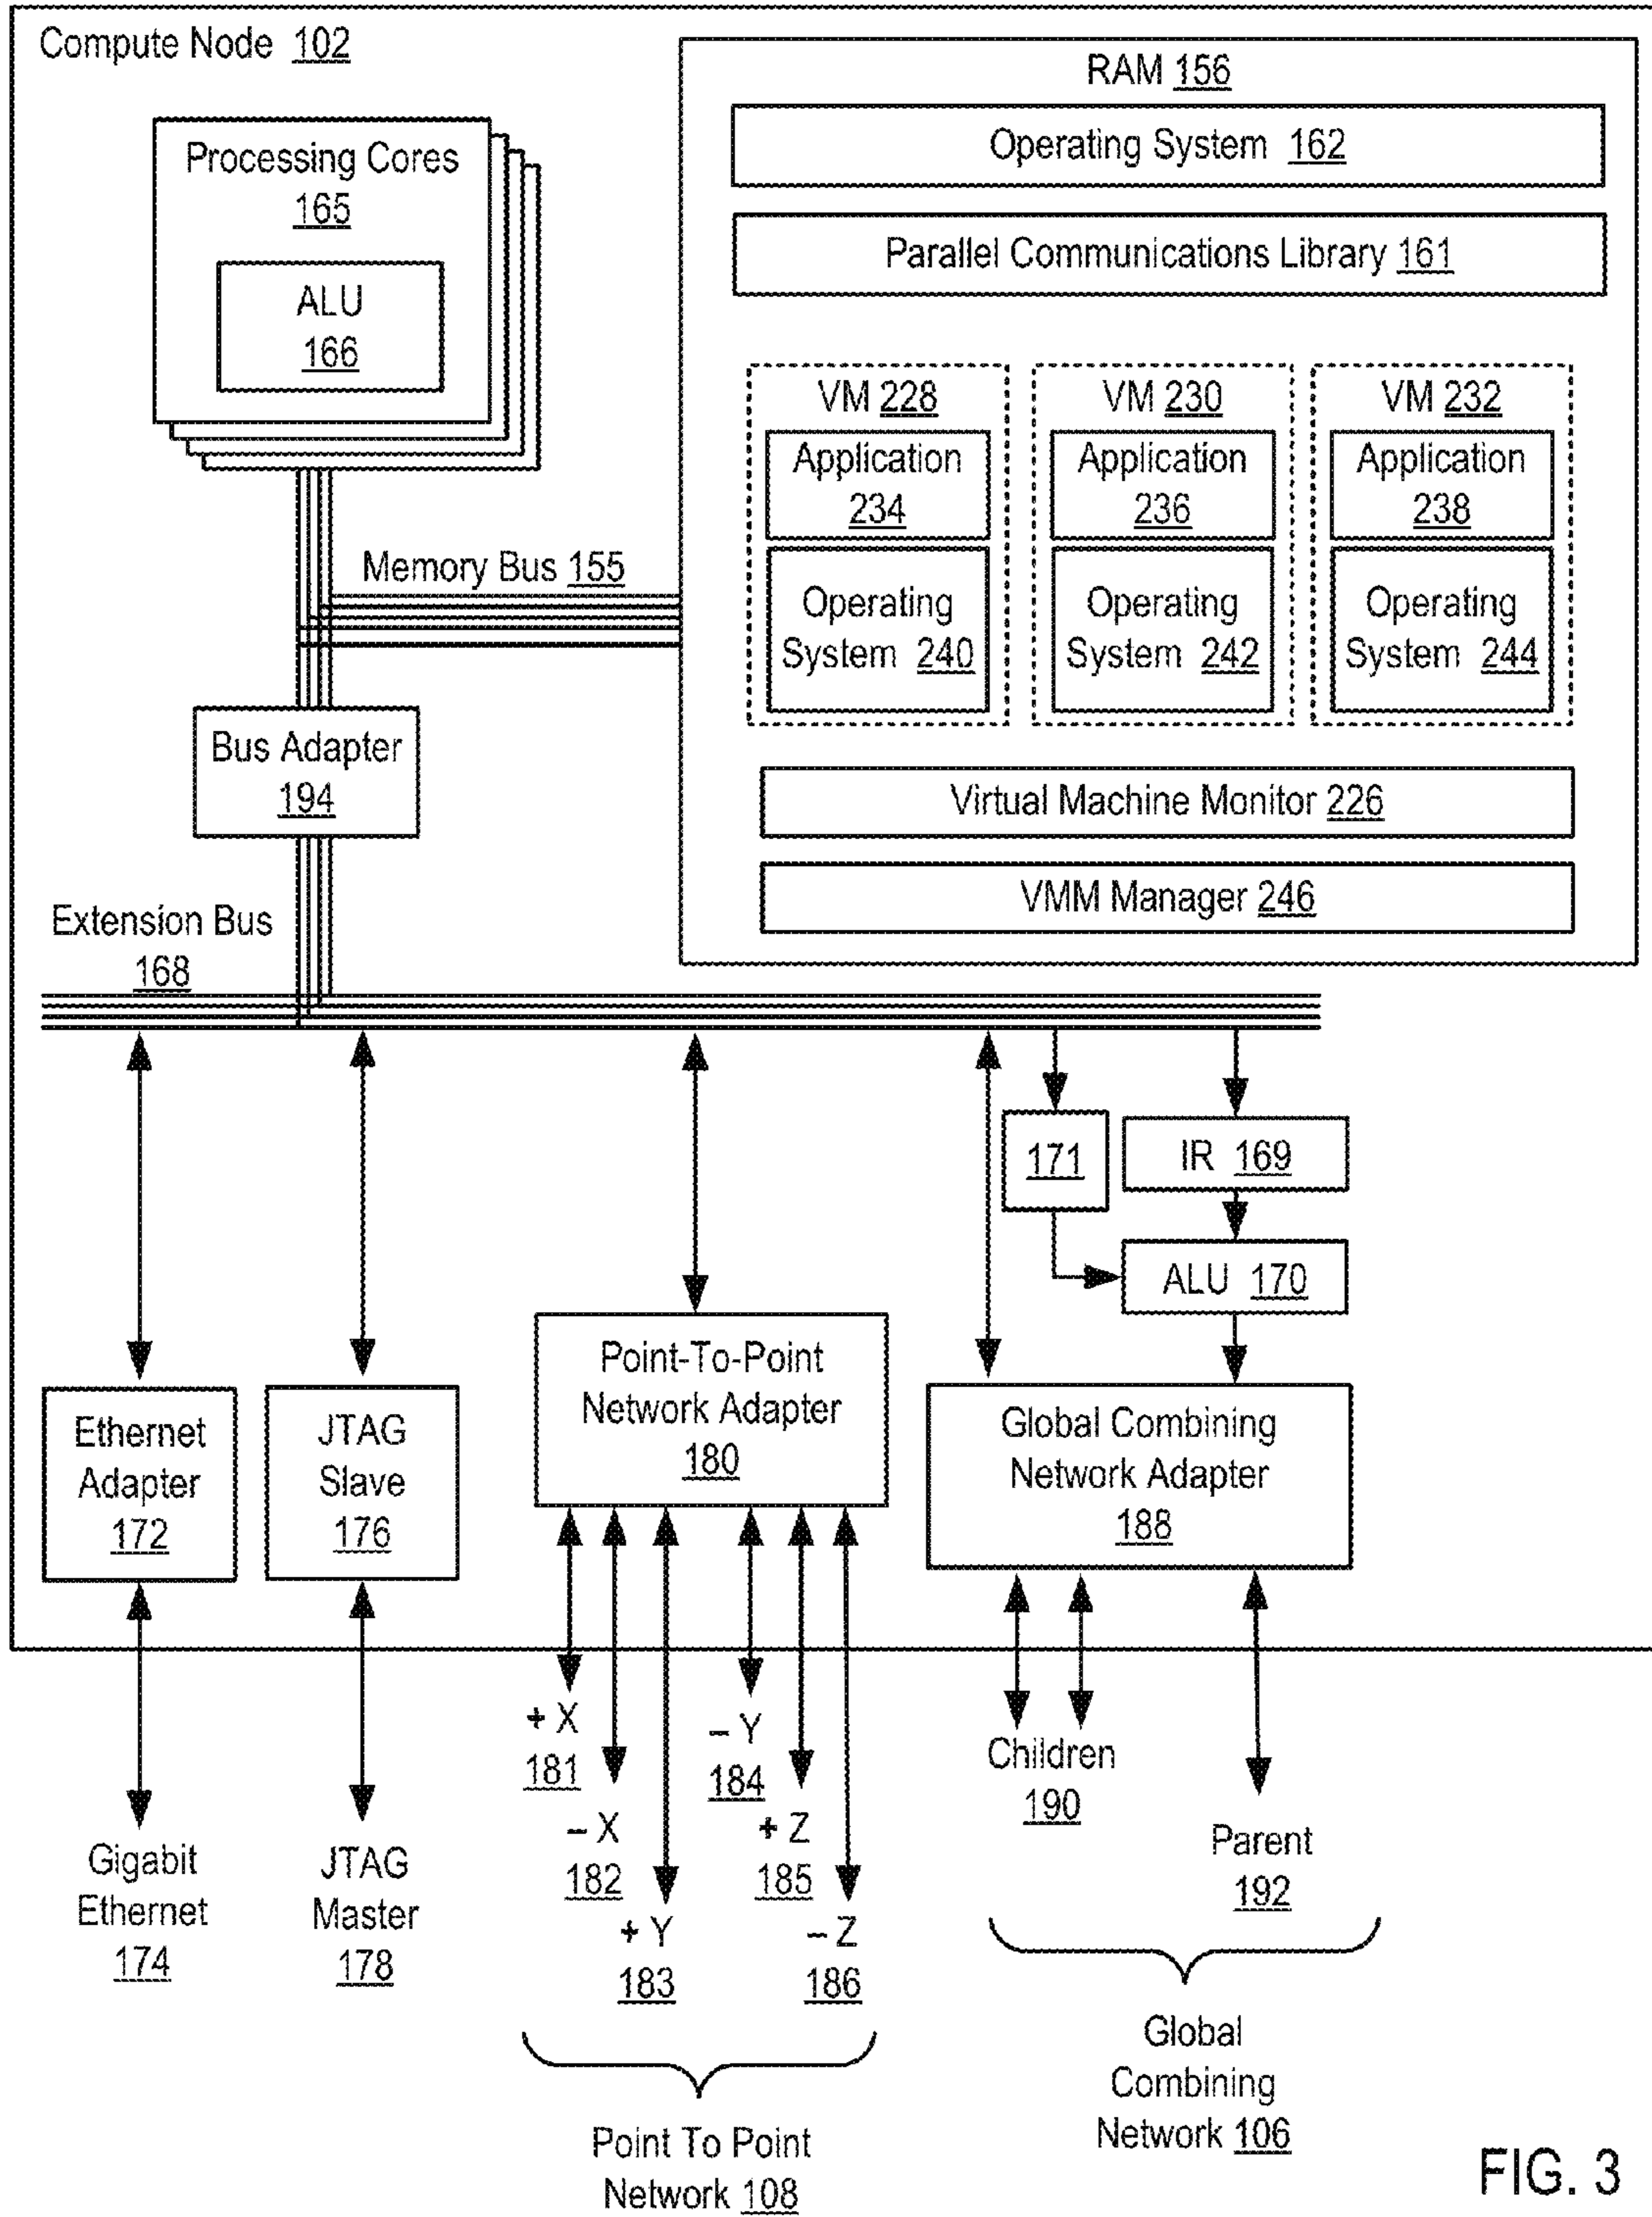 Compute Node 102
RAM 156
Operating System 162
Parallel Communications Library 161
Processing Cores
165
ALU
166
VM 228
Application
234
Operating
System 240
VM 230
Application
236
Operating
System 242
VM 232
Application
238
Operating
System 244
Virtual Machine Monitor 226
VMM Manager 246
Memory Bus 155
Bus Adapter
194
Extension Bus
168
171
IR 169
ALU 170
Ethernet
Adapter
172
JTAG
Slave
176
Point-To-Point
Network Adapter
180
Global Combining
Network Adapter
188
Gigabit
Ethernet
174
JTAG
Master
178
+ X
181
– X
182
+ Y
183
– Y
184
+ Z
185
– Z
186
Children
190
Parent
192
Point To Point
Network 108
Global
Combining
Network 106
FIG. 3